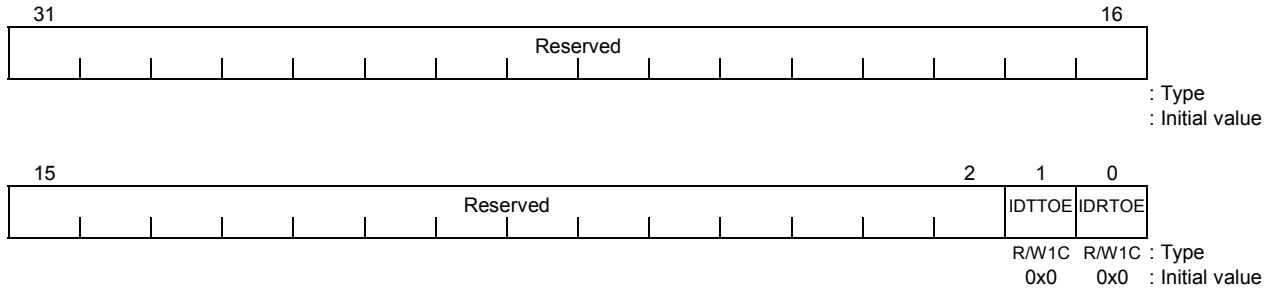 31 16
Reserved
: Type
: Initial value
15 2 1 0
Reserved IDTTOE IDRTOE
R/W1C R/W1C : Type
0x0 0x0 : Initial value